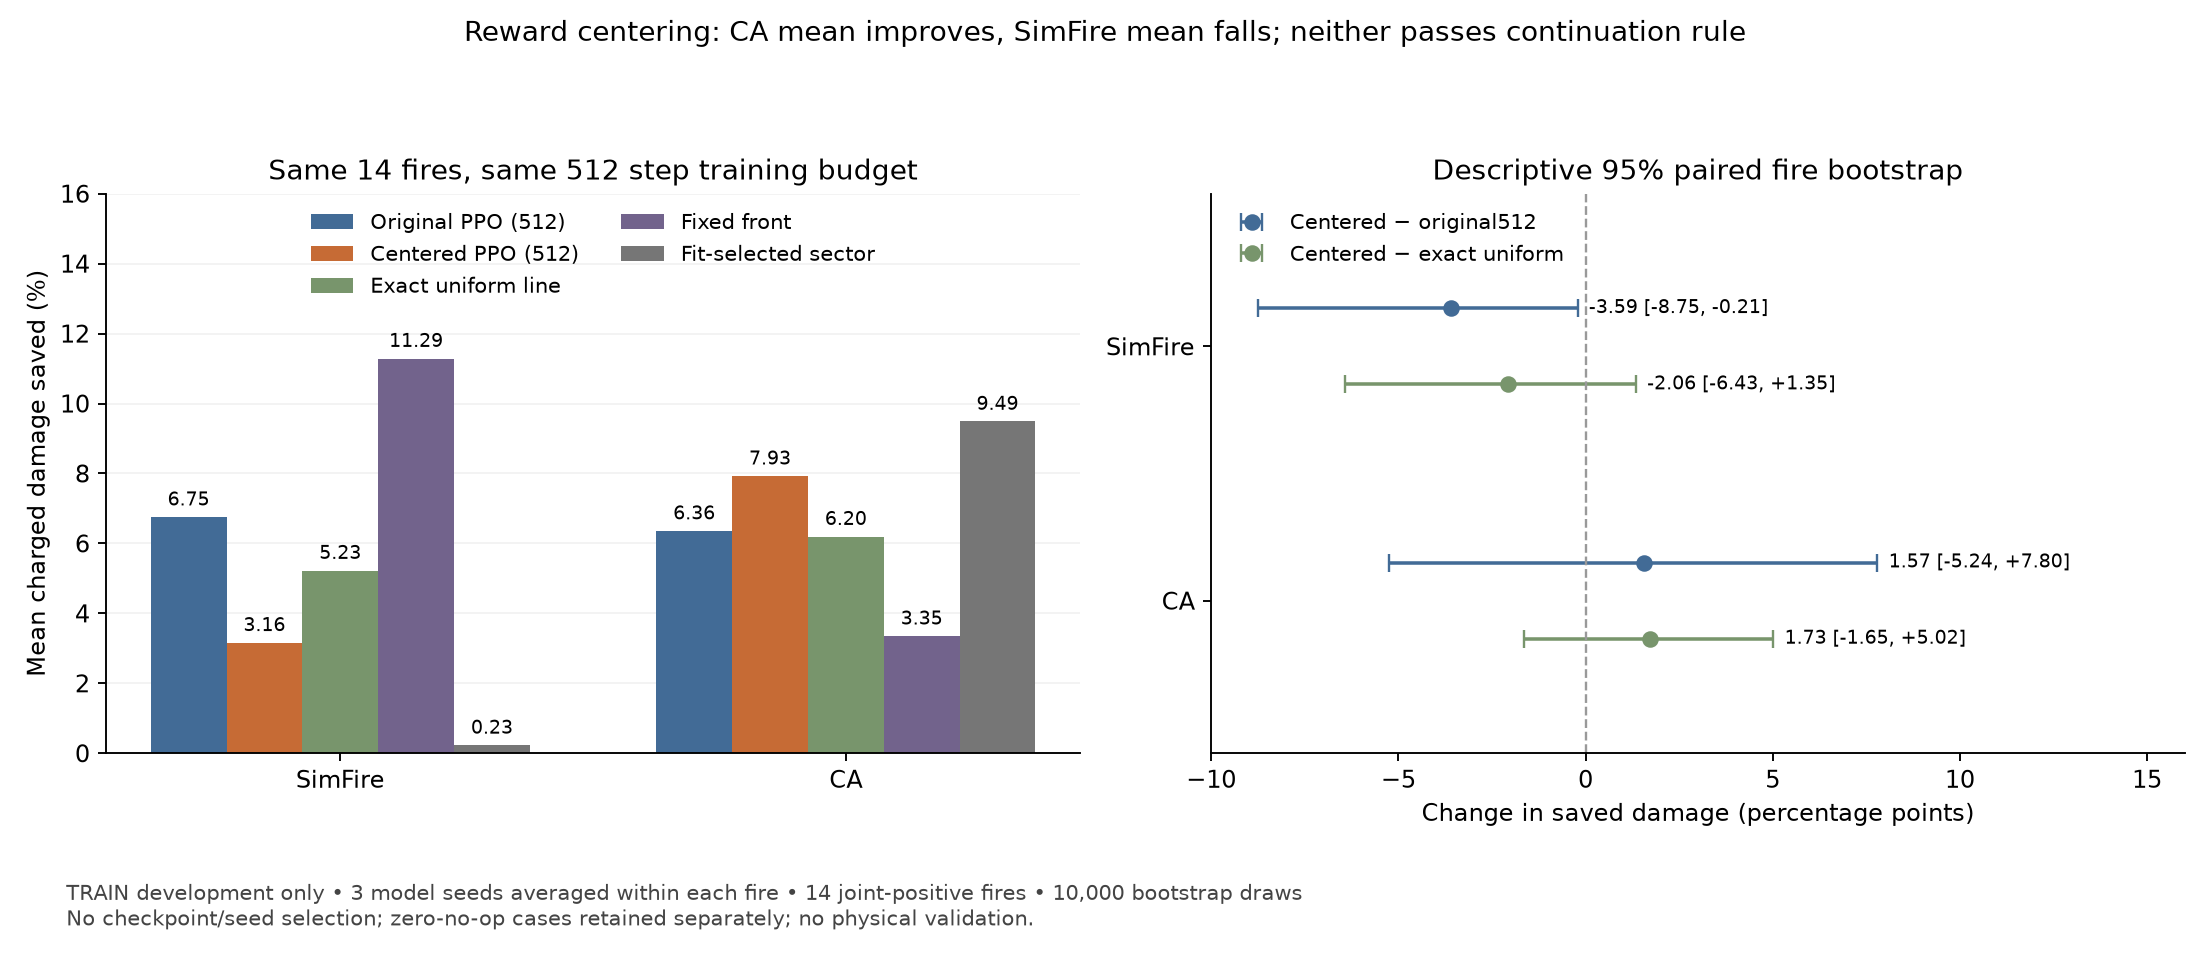 Reward centering: CA mean improves, SimFire mean falls; neither passes continuation rule
Same 14 fires, same 512 step training budget
Mean charged damage saved (%)
16
14
12
10
8
6
4
2
0
Original PPO (512)
Centered PPO (512)
Exact uniform line
Fixed front
Fit-selected sector
6.75
3.16
5.23
11.29
0.23
6.36
7.93
6.20
3.35
9.49
SimFire
CA
Descriptive 95% paired fire bootstrap
Centered − original512
Centered − exact uniform
SimFire
CA
-3.59 [-8.75, -0.21]
-2.06 [-6.43, +1.35]
1.57 [-5.24, +7.80]
1.73 [-1.65, +5.02]
−10
−5
0
5
10
15
Change in saved damage (percentage points)
TRAIN development only • 3 model seeds averaged within each fire • 14 joint-positive fires • 10,000 bootstrap draws
No checkpoint/seed selection; zero-no-op cases retained separately; no physical validation.